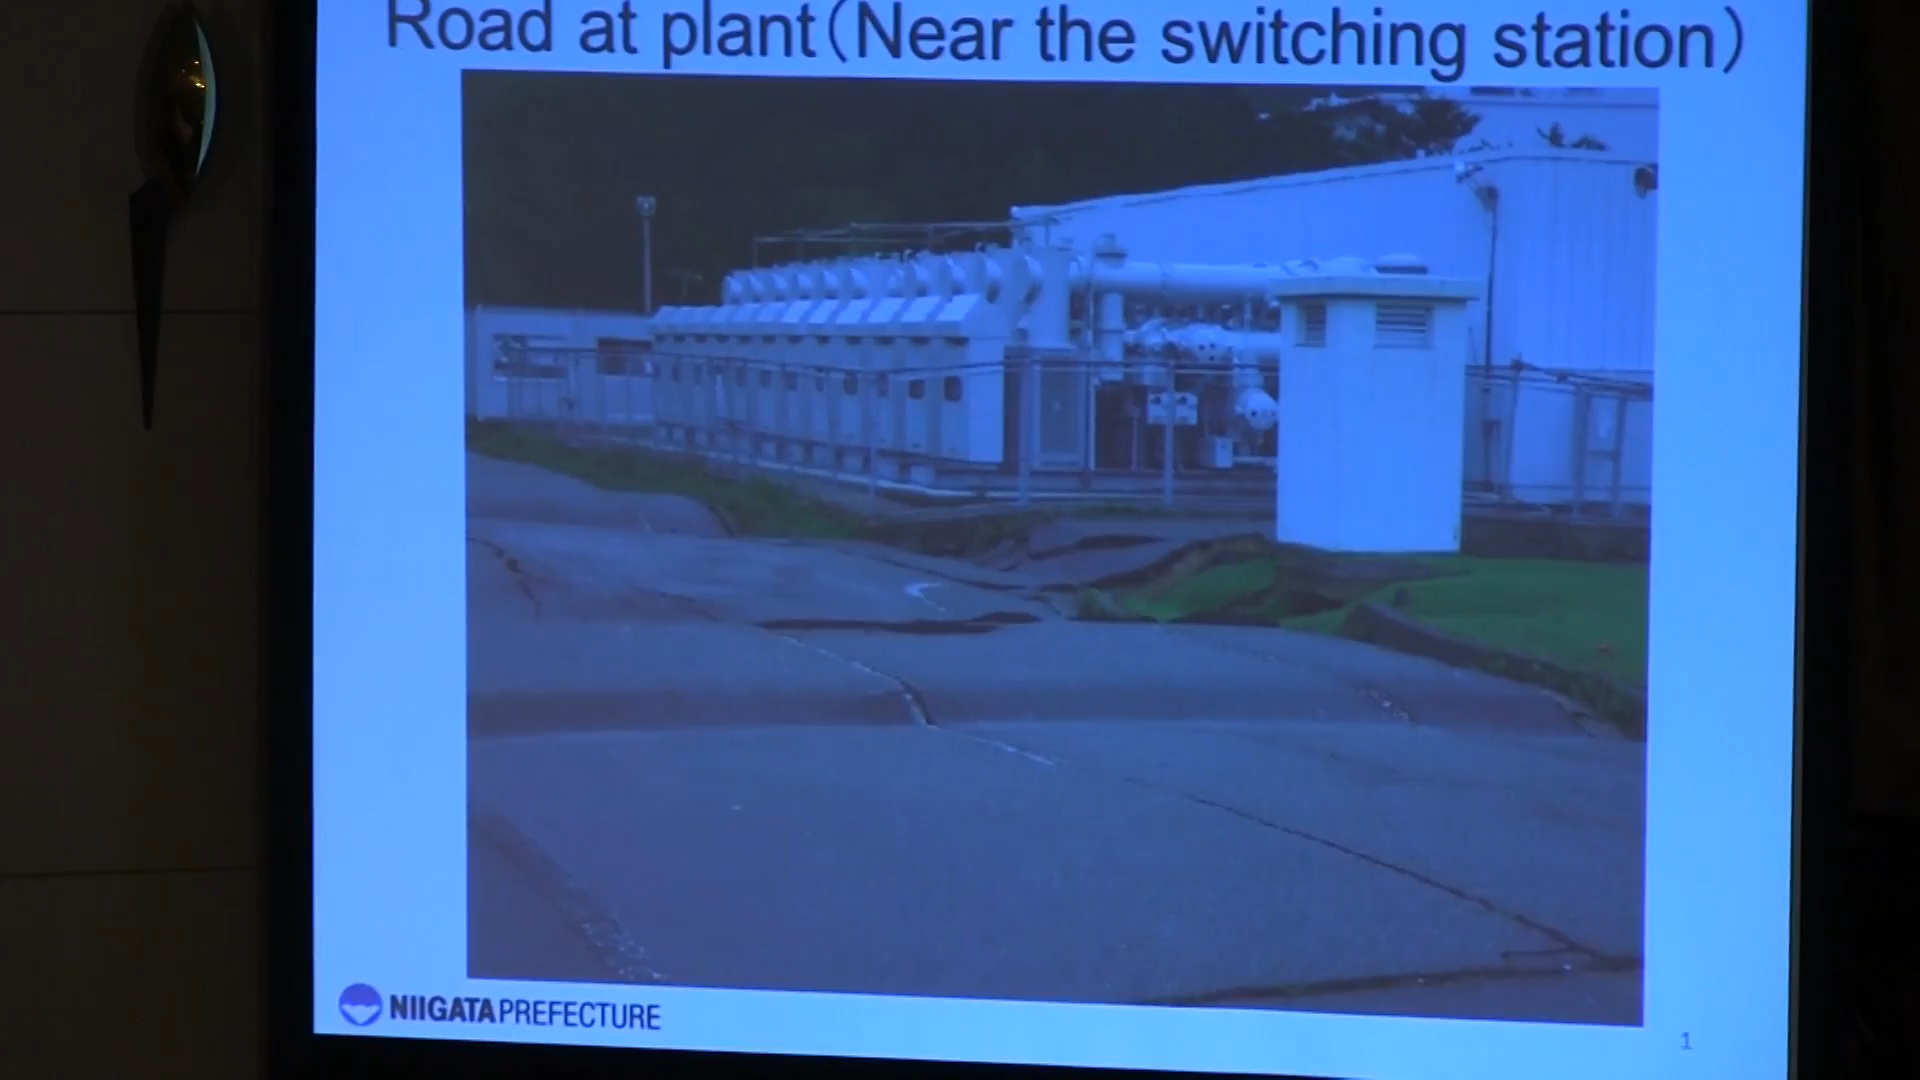 Road at plant（Near the switching station）
NIIGATA PREFECTURE
1